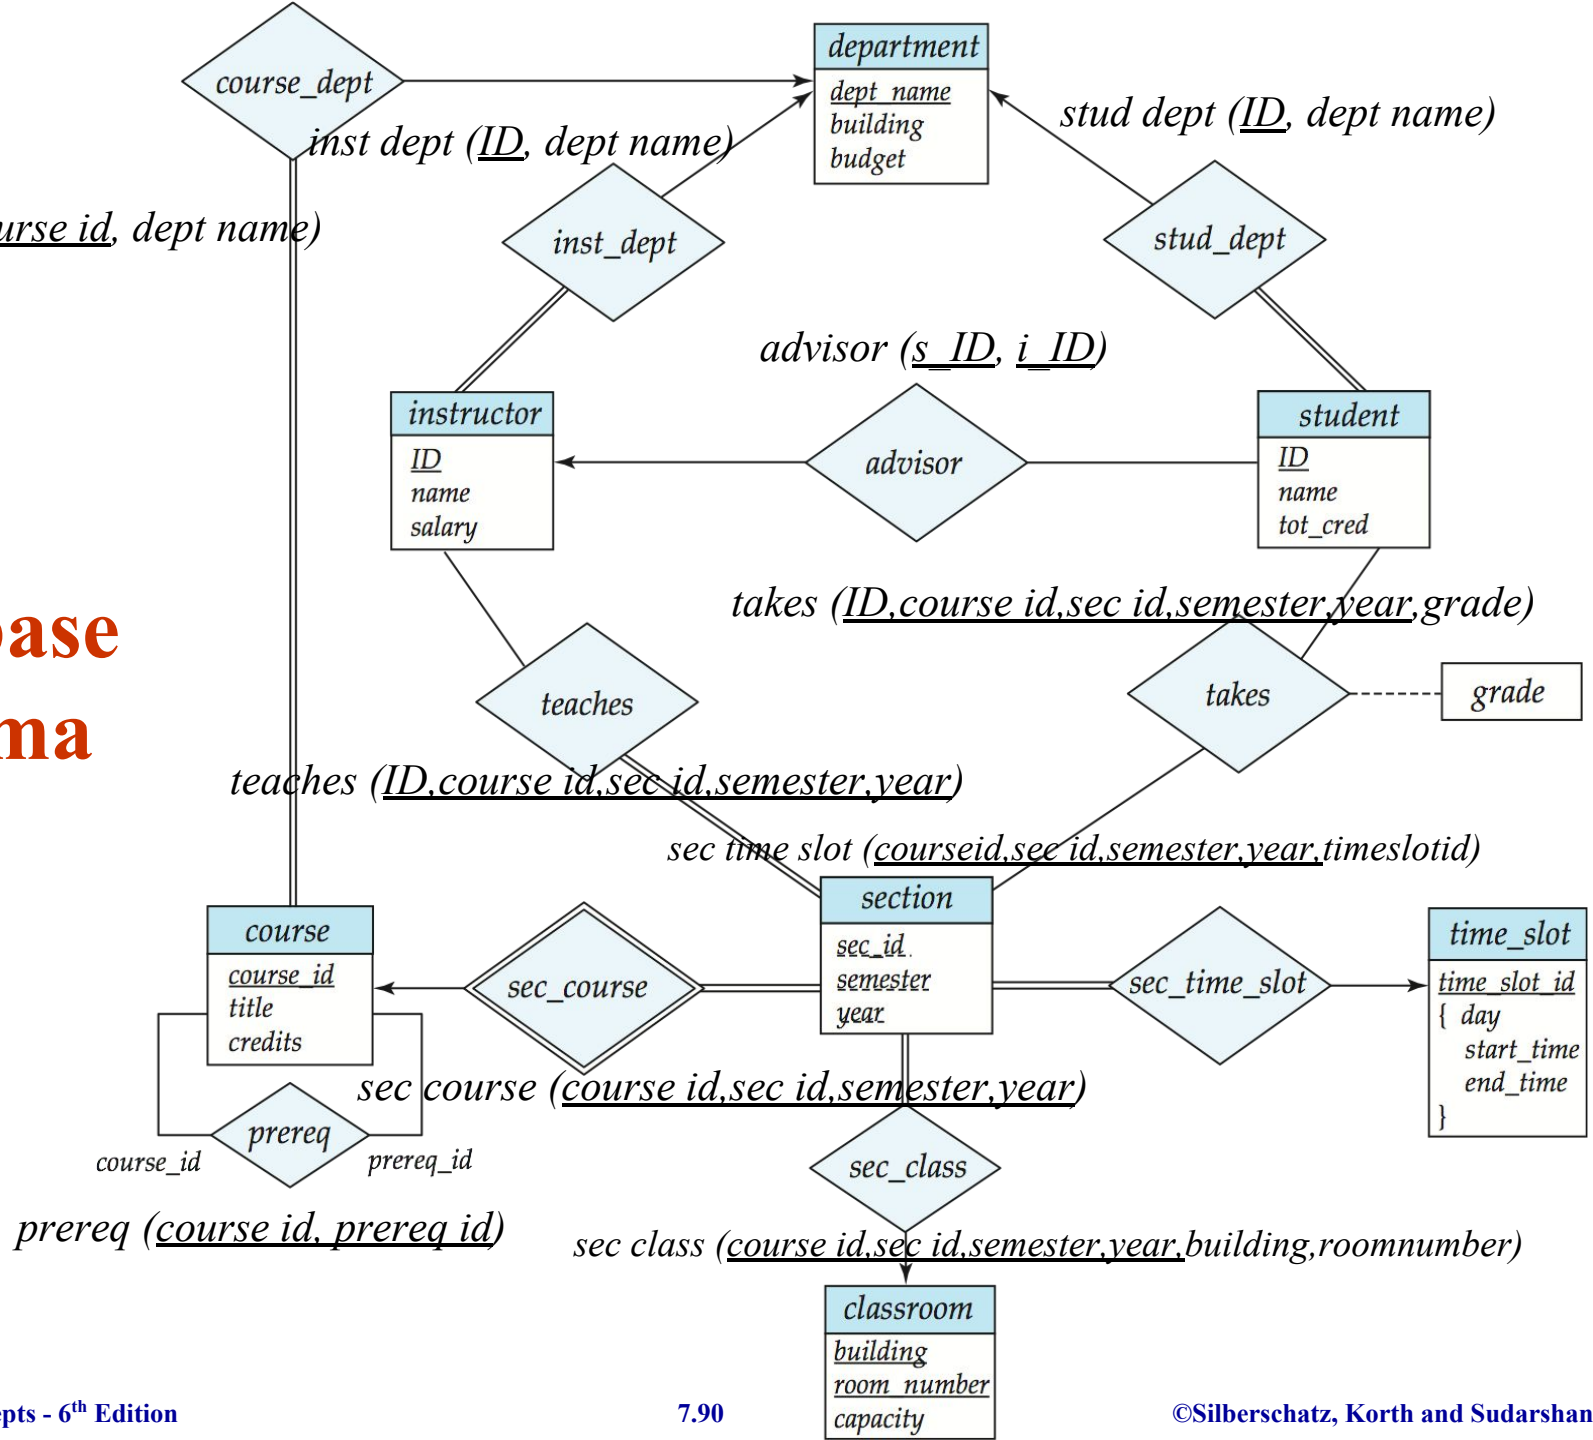 department
dept_name
building
budget
course_dept
inst dept (ID, dept name)
stud dept (ID, dept name)
urse id, dept name)
inst_dept
stud_dept
advisor (s_ID, i_ID)
instructor
ID
name
salary
advisor
student
ID
name
tot_cred
takes (ID,course id,sec id,semester,year,grade)
base
ma
teaches
takes
grade
teaches (ID,course id,sec id,semester,year)
sec time slot (courseid,sec id,semester,year,timeslotid)
section
sec_id
semester
year
course
course_id
title
credits
sec_course
sec_time_slot
time_slot
time_slot_id
{ day
start_time
end_time
}
sec course (course id,sec id,semester,year)
prereq
course_id
prereq_id
sec_class
prereq (course id, prereq id)
sec class (course id,sec id,semester,year,building,roomnumber)
classroom
building
room_number
capacity
epts - 6th Edition
7.90
©Silberschatz, Korth and Sudarshan